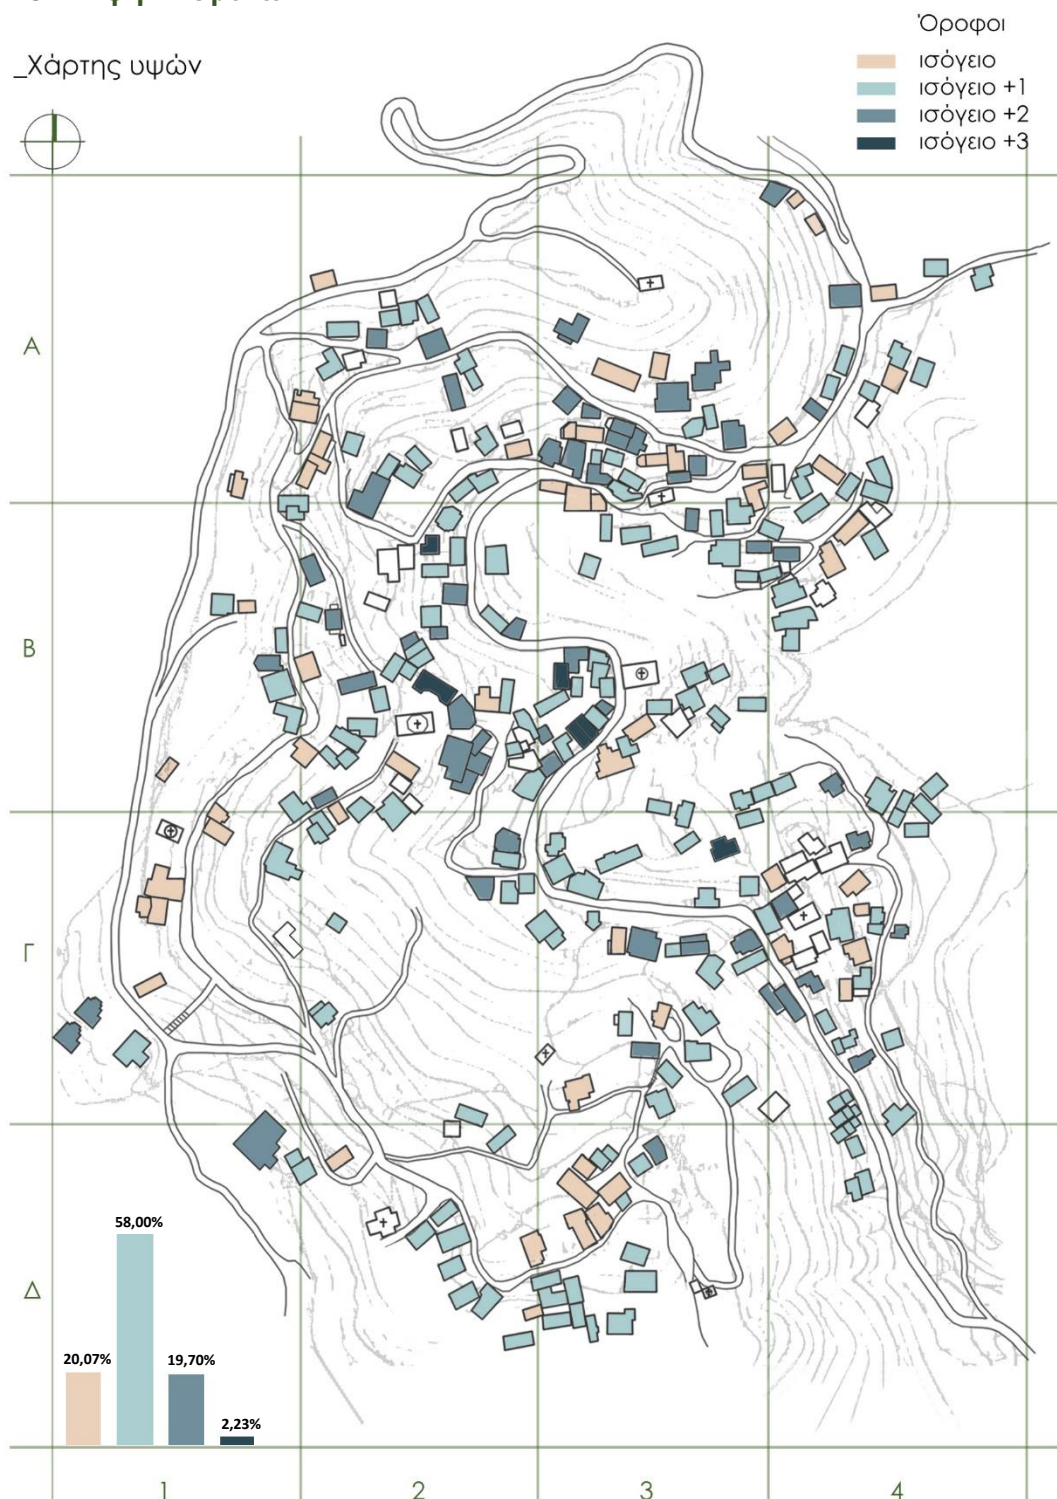 _Χάρτης υψών
Όροφοι
ισόγειο
ισόγειο +1
ισόγειο +2
ισόγειο +3
Α
Β
Γ
Δ
58,00%
20,07%
19,70%
2,23%
1
2
3
4